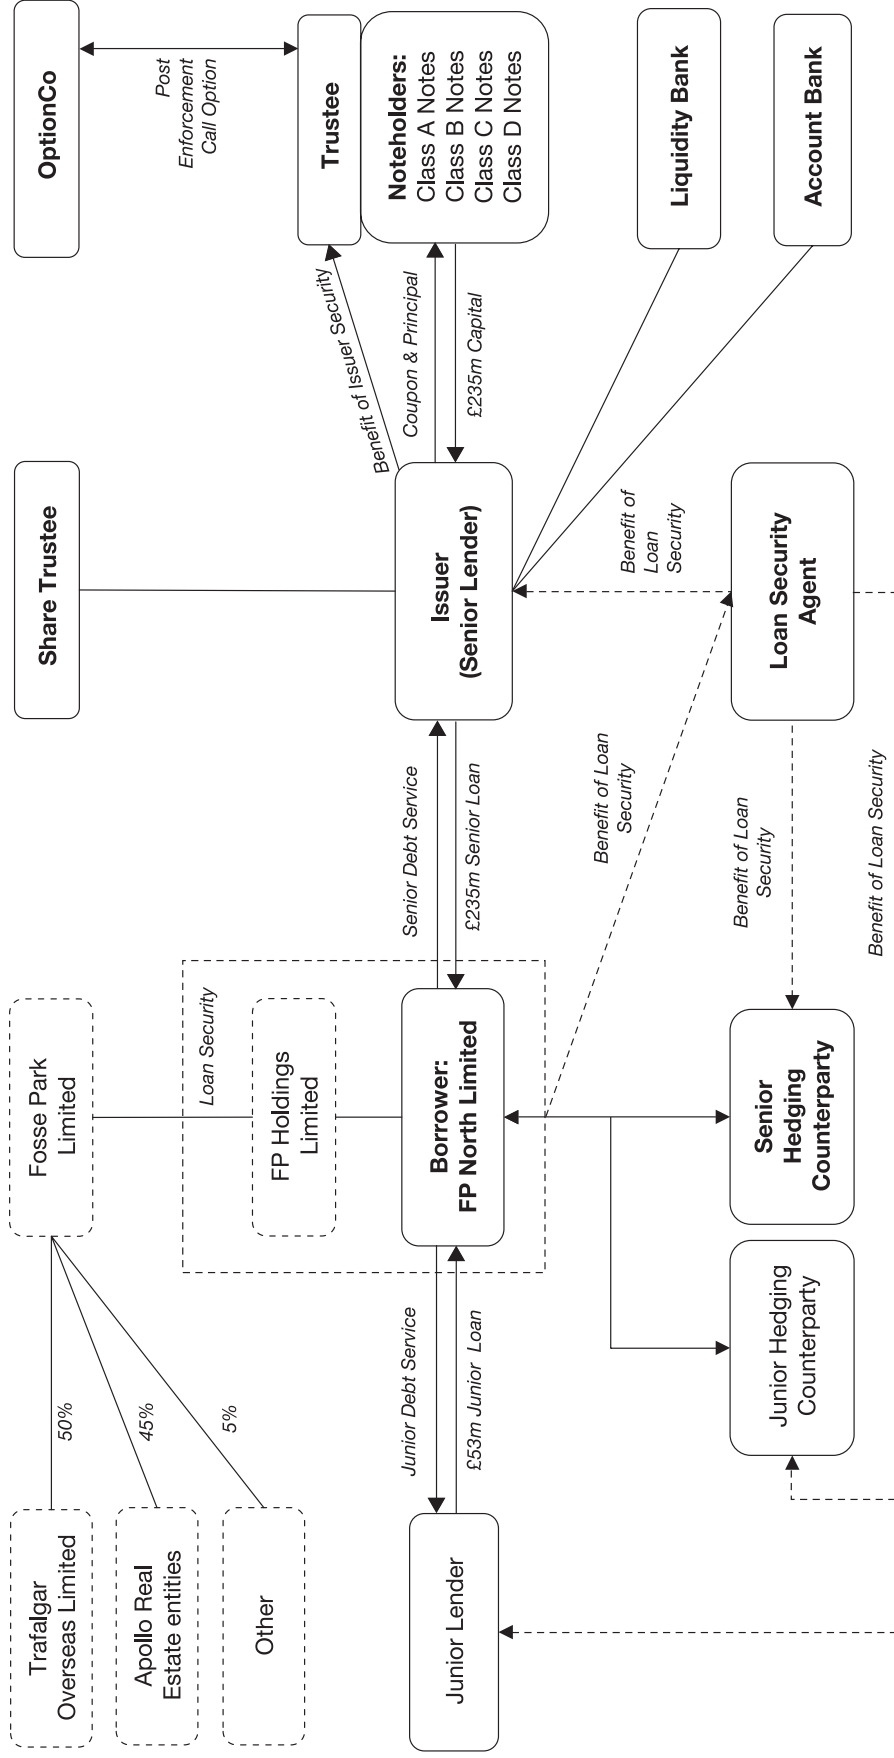 Trafalgar
Overseas Limited
Apollo Real
Estate entities
Other
50%
45%
5%
Fosse Park
Limited
Loan Security
FP Holdings
Limited
Share Trustee
OptionCo
Post
Enforcement
Call Option
Trustee
Benefit of Issuer Security
Noteholders:
Class A Notes
Class B Notes
Class C Notes
Class D Notes
Junior Lender
Junior Debt Service
£53m Junior Loan
Borrower:
FP North Limited
Senior Debt Service
£235m Senior Loan
Issuer
(Senior Lender)
Coupon & Principal
£235m Capital
Liquidity Bank
Account Bank
Benefit of Loan
Security
Benefit of
Loan
Security
Junior Hedging
Counterparty
Senior
Hedging
Counterparty
Benefit of Loan
Security
Loan Security
Agent
Benefit of Loan Security